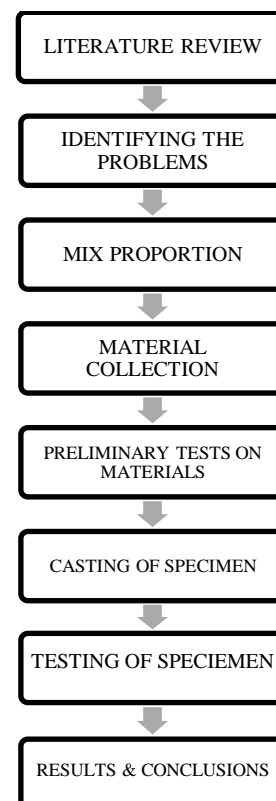 LITERATURE REVIEW
IDENTIFYING THE
PROBLEMS
MIX PROPORTION
MATERIAL
COLLECTION
PRELIMINARY TESTS ON
MATERIALS
CASTING OF SPECIMEN
TESTING OF SPECIEMEN
RESULTS & CONCLUSIONS